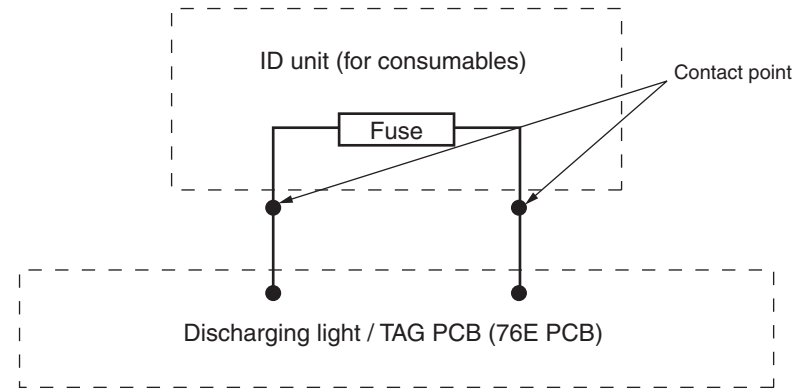 ID unit (for consumables)
Contact point
Fuse
Discharging light / TAG PCB (76E PCB)